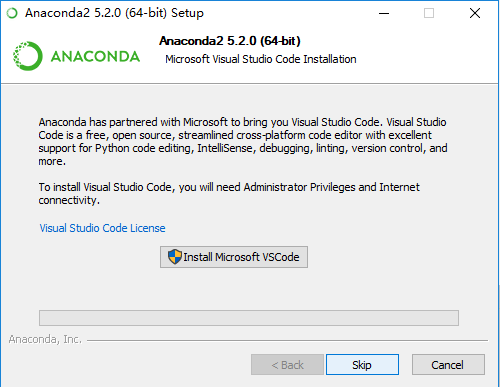 Anaconda2 5.2.0 (64-bit) Setup
Anaconda2 5.2.0 (64-bit)
Microsoft Visual Studio Code Installation
ANACONDA
Anaconda has partnered with Microsoft to bring you Visual Studio Code. Visual Studio
Code is a free, open source, streamlined cross-platform code editor with excellent
support for Python code editing, IntelliSense, debugging, linting, version control, and
more.
To install Visual Studio Code, you will need Administrator Privileges and Internet
connectivity.
Visual Studio Code License
Install Microsoft VSCode
Anaconda, Inc.
< Back Skip Cancel